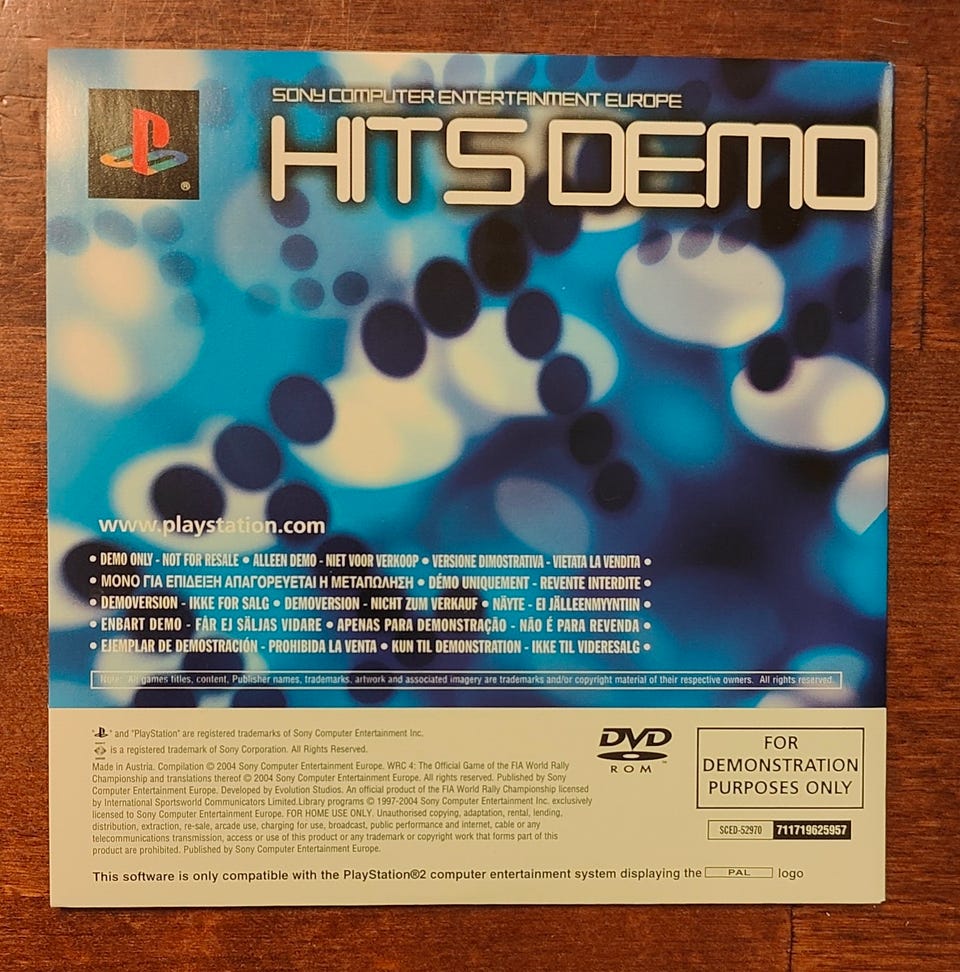 SONY COMPUTER ENTERTAINMENT EUROPE
HITS DEMO
®
www.playstation.com
• DEMO ONLY - NOT FOR RESALE • ALLEEN DEMO - NIET VOOR VERKOOP • VERSIONE DIMOSTRATIVA - VIETATA LA VENDITA •
• ΜΟΝΟ ΓΙΑ ΕΠΙΔΕΙΞΗ ΑΠΑΓΟΡΕΥΕΤΑΙ Η ΜΕΤΑΠΩΛΗΣΗ • DÉMO UNIQUEMENT - REVENTE INTERDITE •
• DEMOVERSION - IKKE FOR SALG • DEMOVERSION - NICHT ZUM VERKAUF • NÄYTE - EI JÄLLEENMYYNTIIN •
• ENBART DEMO - FÅR EJ SÄLJAS VIDARE • APENAS PARA DEMONSTRAÇÃO - NÃO É PARA REVENDA •
• EJEMPLAR DE DEMOSTRACIÓN - PROHIBIDA LA VENTA • KUN TIL DEMONSTRATION - IKKE TIL VIDERESALG •
Note: All games titles, content, Publisher names, trademarks, artwork and associated imagery are trademarks and/or copyright material of their respective owners. All rights reserved.
" " and "PlayStation" are registered trademarks of Sony Computer Entertainment Inc.
is a registered trademark of Sony Corporation. All Rights Reserved.
Made in Austria. Compilation © 2004 Sony Computer Entertainment Europe. WRC 4: The Official Game of the FIA World Rally
Championship and translations thereof © 2004 Sony Computer Entertainment Europe. All rights reserved. Published by Sony
Computer Entertainment Europe. Developed by Evolution Studios. An official product of the FIA World Rally Championship licensed
by International Sportsworld Communicators Limited.Library programs © 1997-2004 Sony Computer Entertainment Inc. exclusively
licensed to Sony Computer Entertainment Europe. FOR HOME USE ONLY. Unauthorised copying, adaptation, rental, lending,
distribution, extraction, re-sale, arcade use, charging for use, broadcast, public performance and internet, cable or any
telecommunications transmission, access or use of this product or any trademark or copyright work that forms part of this
product are prohibited. Published by Sony Computer Entertainment Europe.
DVD
ROM ™
FOR
DEMONSTRATION
PURPOSES ONLY
SCED-52970 711719625957
This software is only compatible with the PlayStation®2 computer entertainment system displaying the PAL logo